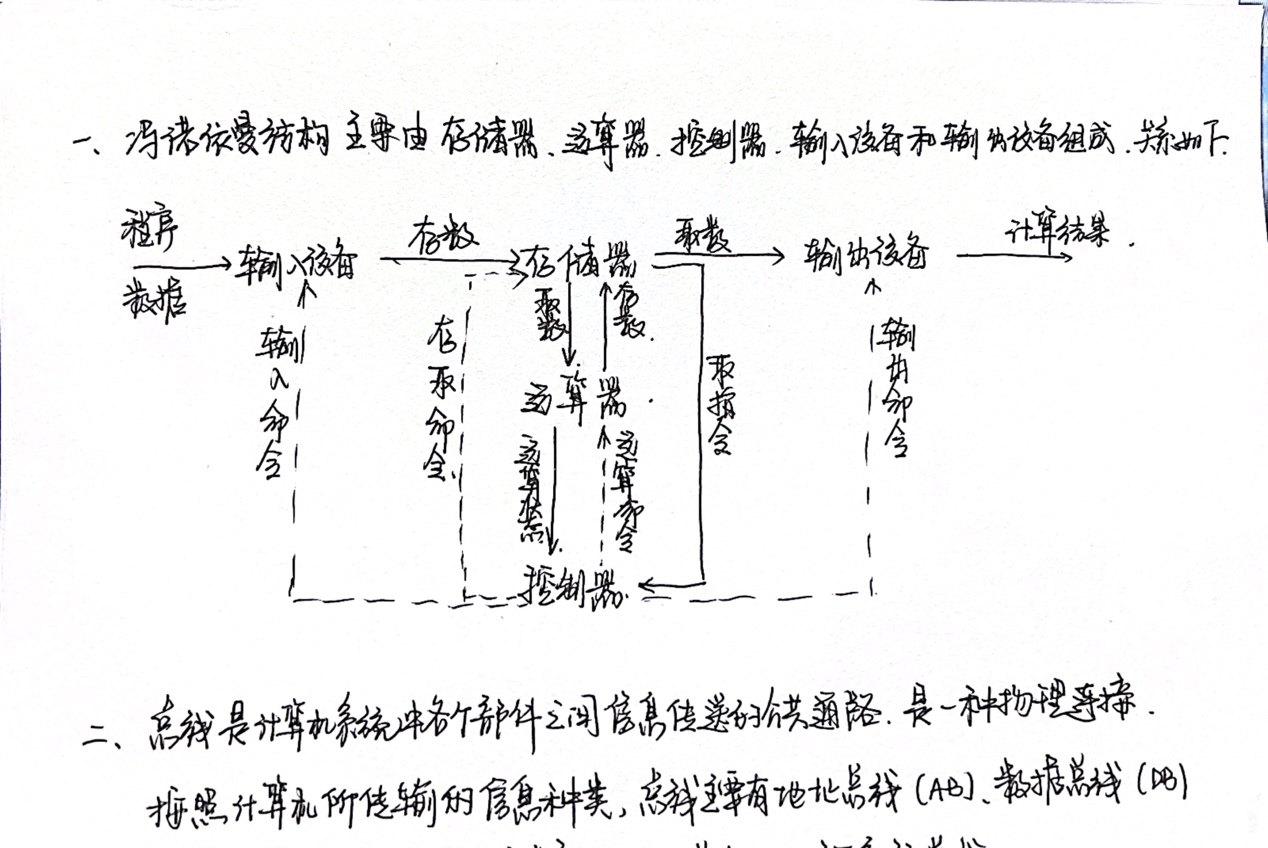 一、冯诺依曼结构主要由存储器、运算器、控制器、输入设备和输出设备组成.关系如下.
程序
数据
输入设备
存数
存储器
取数
输出设备
计算结果.
输入命令
存取命令.
取数
存数.
运算器.
取指令
输出命令
运算状态
运算命令
控制器.
二、总线是计算机系统中各个部件之间信息传送的公共通路.是一种物理连接.
按照计算机所传输的信息种类,总线主要有地址总线(AB)、数据总线(DB)